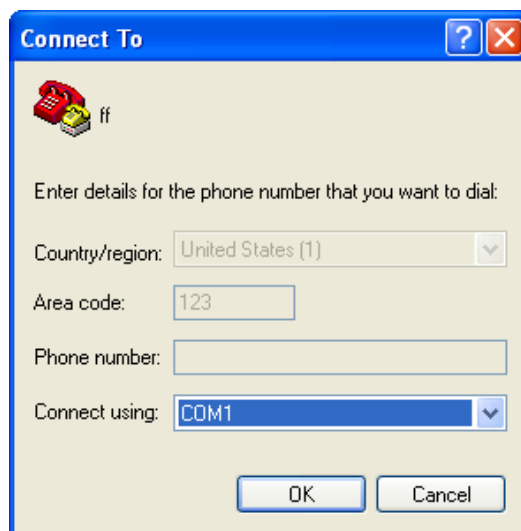 Connect To
ff
Enter details for the phone number that you want to dial:
Country/region: United States (1)
Area code: 123
Phone number:
Connect using: COM1
OK Cancel